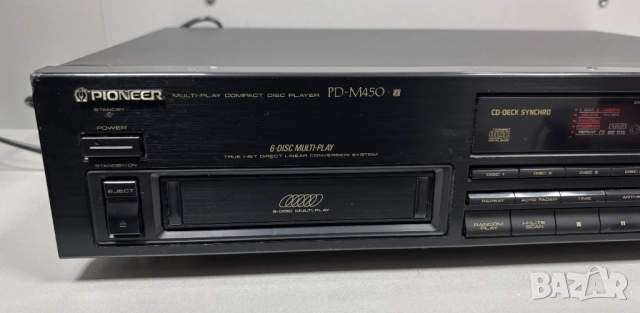 PIONEER MULTI-PLAY COMPACT DISC PLAYER PD-M450
STANDBY
POWER
STANDBY/ON
EJECT
6-DISC MULTI-PLAY
TRUE 1-BIT DIRECT LINEAR CONVERSION SYSTEM
6-DISC MULTI-PLAY
CD-DECK SYNCHRO
DISC 1 DISC 2 DISC 3 DISC
REPEAT AUTO FADER TIME
RANDOM PLAY HI-LITE SCAN
BAZAR